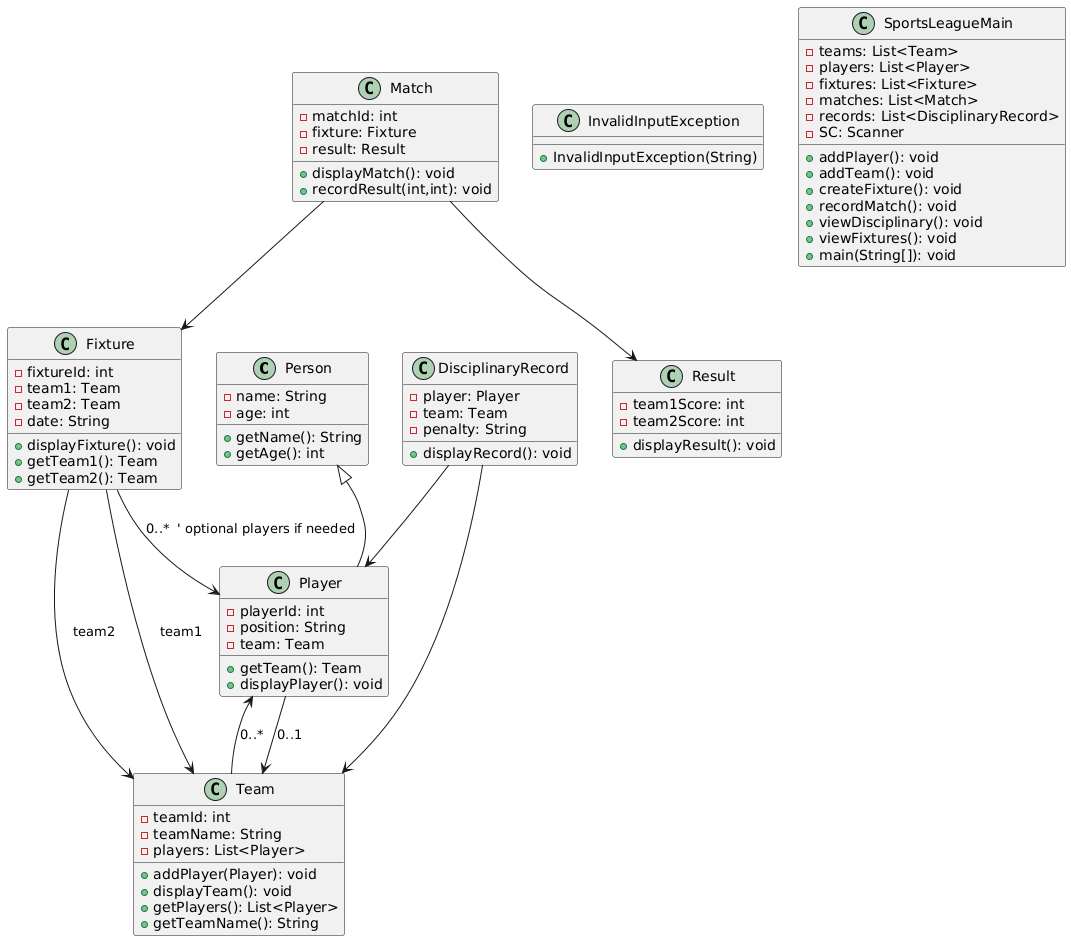 C SportsLeagueMain
teams: List<Team>
players: List<Player>
fixtures: List<Fixture>
matches: List<Match>
records: List<DisciplinaryRecord>
SC: Scanner
addPlayer(): void
addTeam(): void
createFixture(): void
recordMatch(): void
viewDisciplinary(): void
viewFixtures(): void
main(String[]): void
C Match
matchId: int
fixture: Fixture
result: Result
displayMatch(): void
recordResult(int,int): void
C InvalidInputException
InvalidInputException(String)
C Fixture
fixtureId: int
team1: Team
team2: Team
date: String
displayFixture(): void
getTeam1(): Team
getTeam2(): Team
C Person
name: String
age: int
getName(): String
getAge(): int
C DisciplinaryRecord
player: Player
team: Team
penalty: String
displayRecord(): void
C Result
team1Score: int
team2Score: int
displayResult(): void
0..* ' optional players if needed
team2
team1
C Player
playerId: int
position: String
team: Team
getTeam(): Team
displayPlayer(): void
0..*
0..1
C Team
teamId: int
teamName: String
players: List<Player>
addPlayer(Player): void
displayTeam(): void
getPlayers(): List<Player>
getTeamName(): String